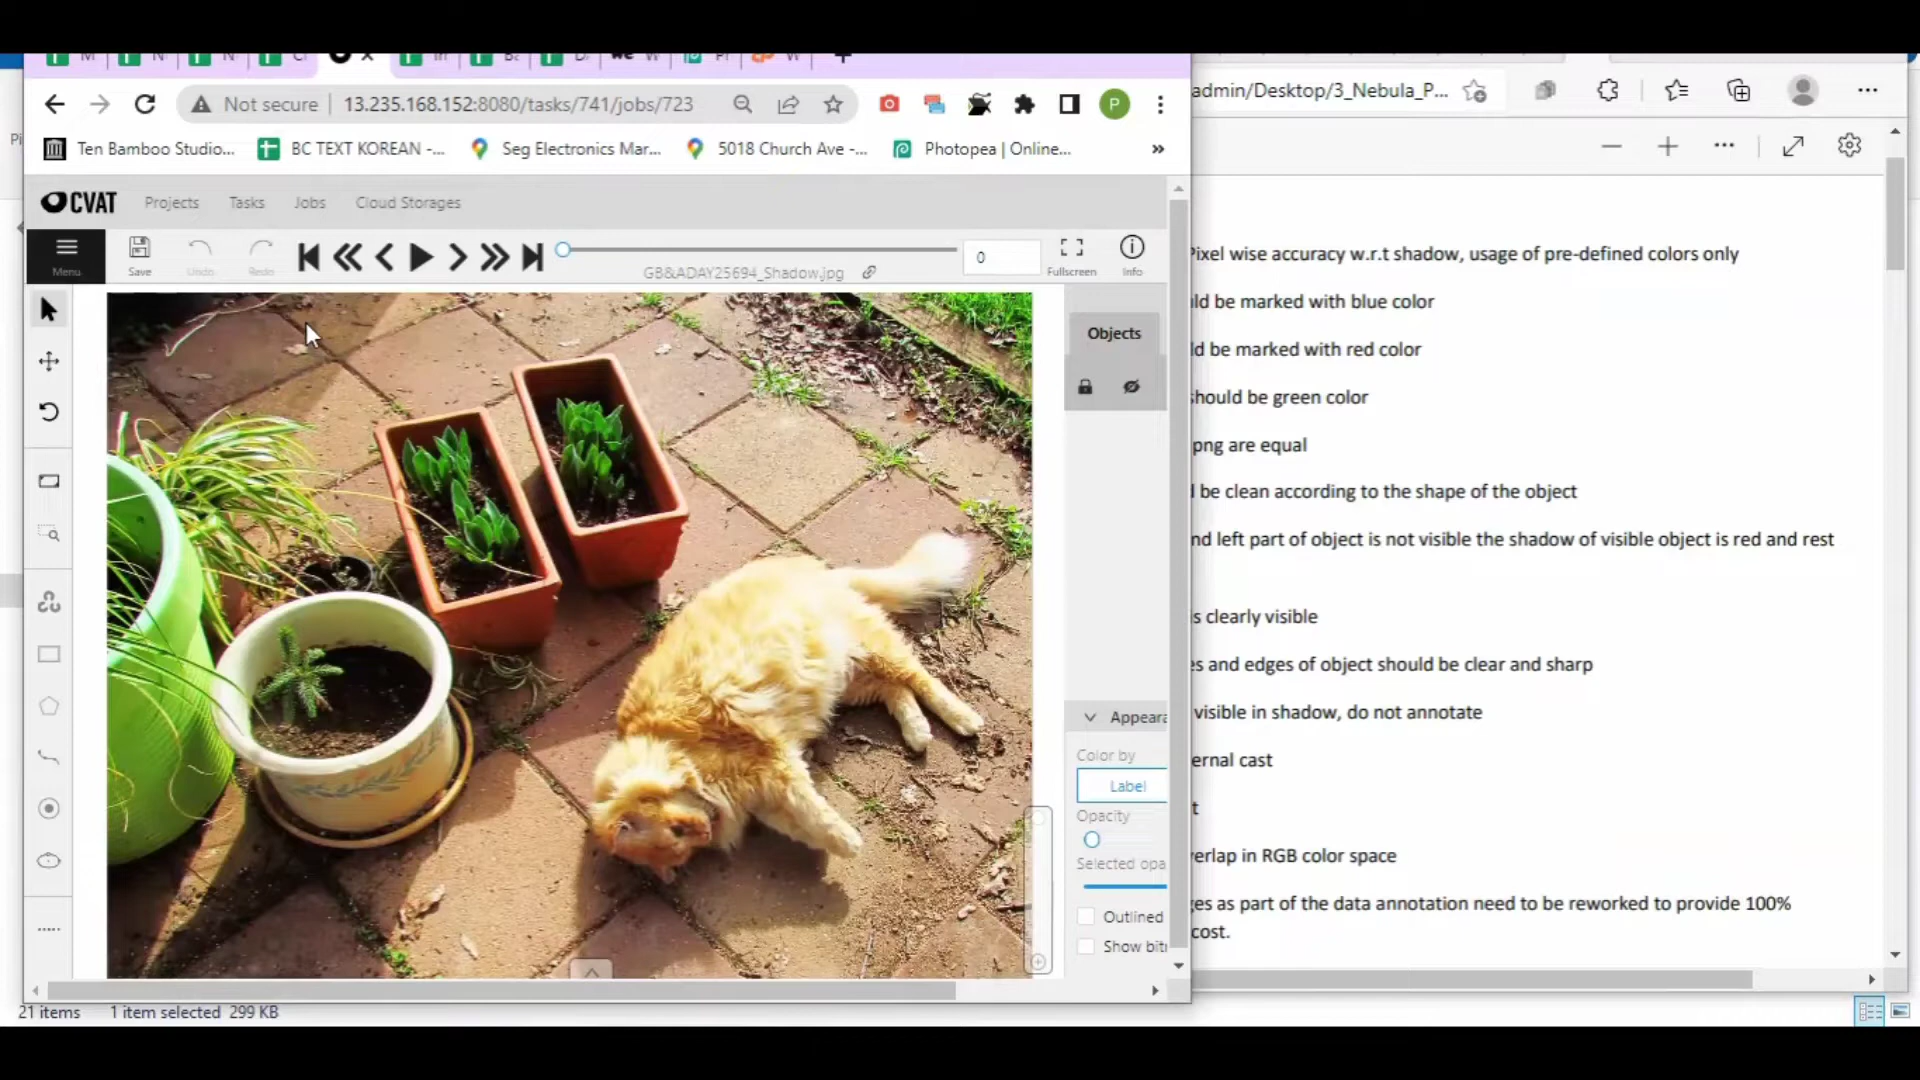 Not secure 13.235.168.152:8080/tasks/741/jobs/723
admin/Desktop/3_Nebula_P...
Ten Bamboo Studio... BC TEXT KOREAN -... Seg Electronics Mar... 5018 Church Ave -... Photopea | Online... »
CVAT Projects Tasks Jobs Cloud Storages
Menu Save Undo Redo 0 Fullscreen Info
GB&ADAY25694_Shadow.jpg
Objects
Appeara
Color by
Label
Opacity
Selected opa
Outlined
Show bit
Pixel wise accuracy w.r.t shadow, usage of pre-defined colors only
ld be marked with blue color
ld be marked with red color
should be green color
png are equal
d be clean according to the shape of the object
nd left part of object is not visible the shadow of visible object is red and rest
is clearly visible
es and edges of object should be clear and sharp
visible in shadow, do not annotate
ernal cast
t
verlap in RGB color space
ges as part of the data annotation need to be reworked to provide 100%
cost.
21 items 1 item selected 299 KB